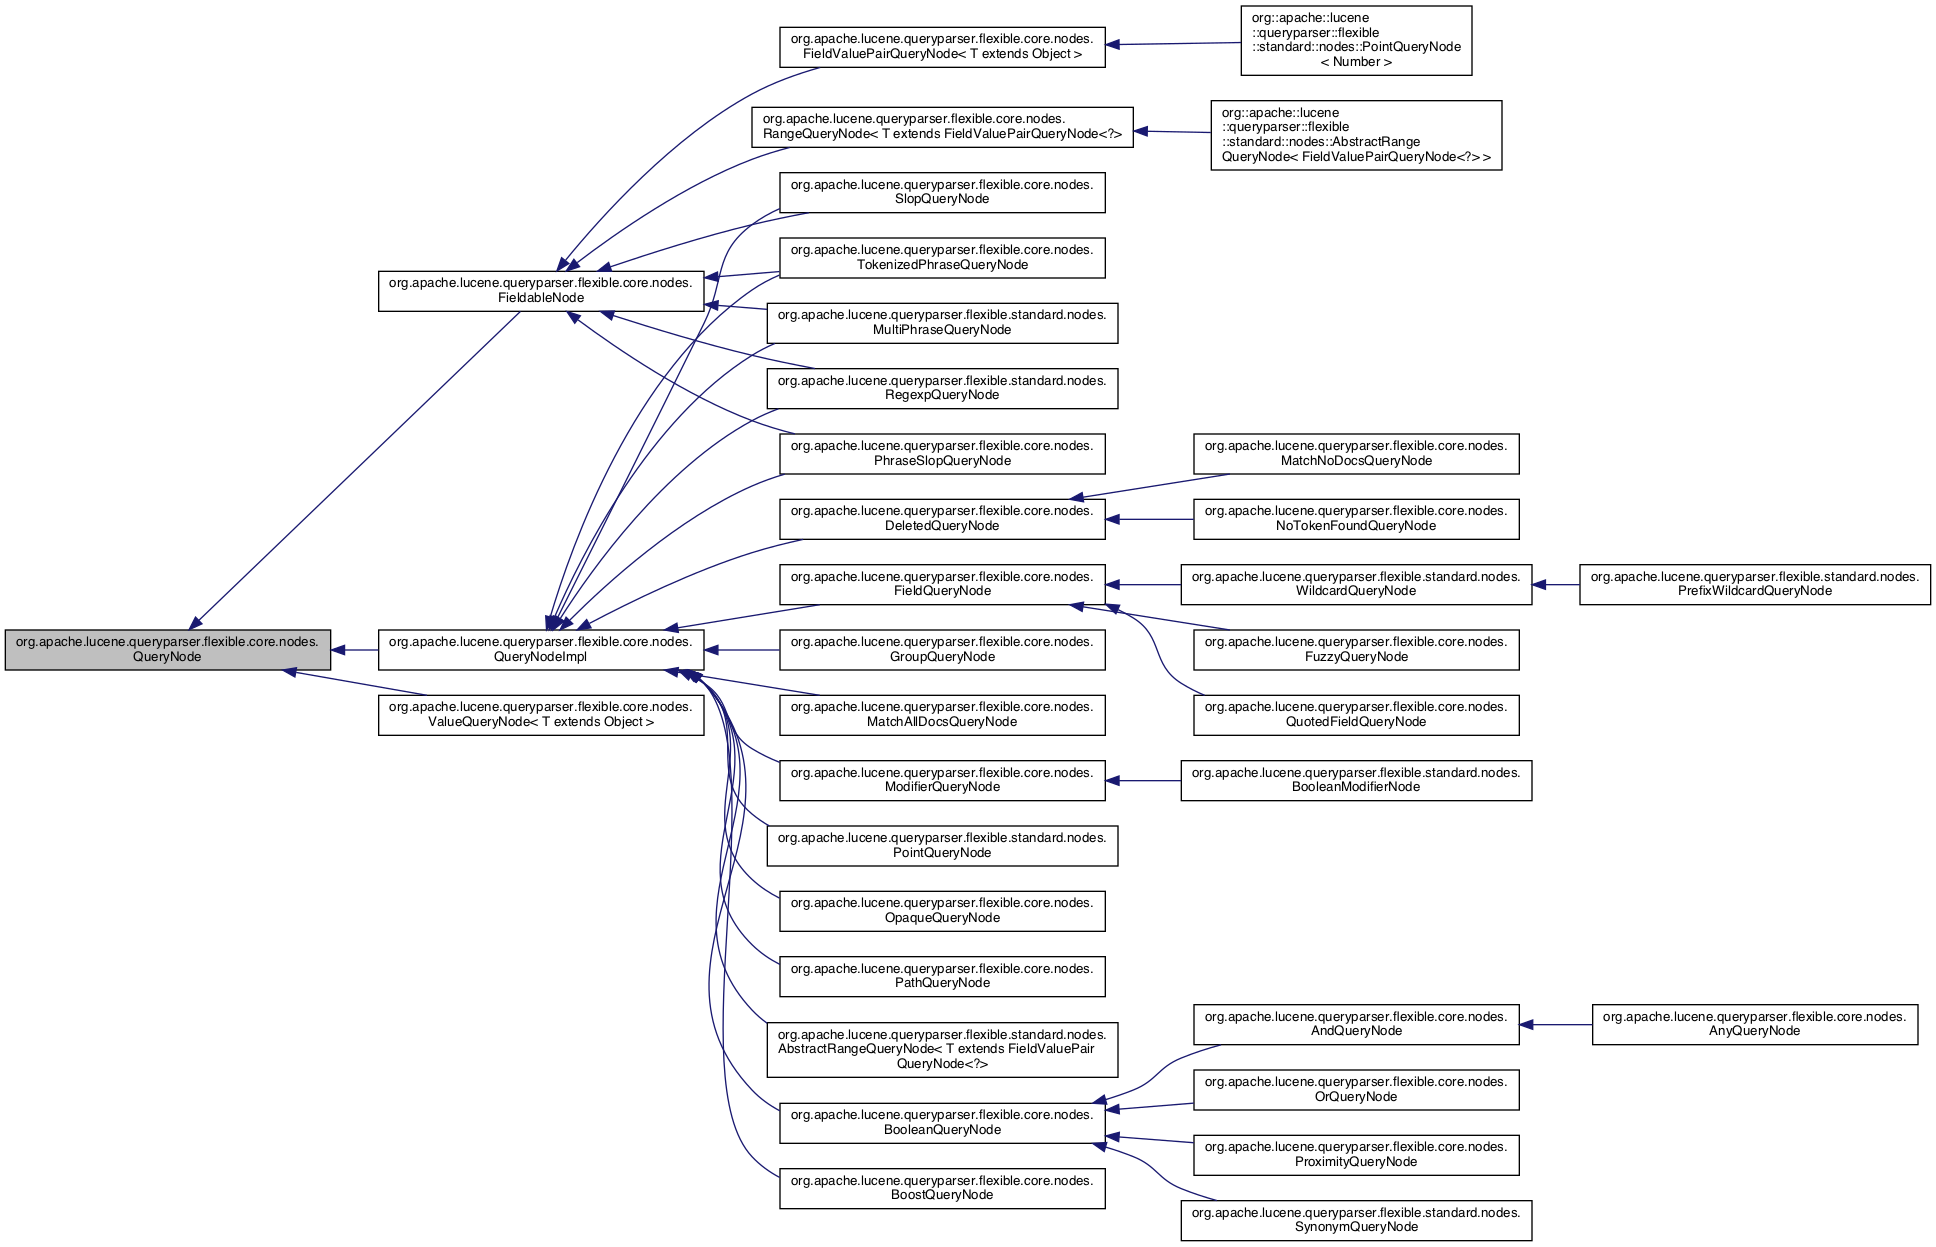 org.apache.lucene.queryparser.flexible.core.nodes.
QueryNode
org.apache.lucene.queryparser.flexible.core.nodes.
FieldableNode
org.apache.lucene.queryparser.flexible.core.nodes.
QueryNodeImpl
org.apache.lucene.queryparser.flexible.core.nodes.
ValueQueryNode< T extends Object >
org.apache.lucene.queryparser.flexible.core.nodes.
FieldValuePairQueryNode< T extends Object >
org.apache.lucene.queryparser.flexible.core.nodes.
RangeQueryNode< T extends FieldValuePairQueryNode<?>
org.apache.lucene.queryparser.flexible.core.nodes.
SlopQueryNode
org.apache.lucene.queryparser.flexible.core.nodes.
TokenizedPhraseQueryNode
org.apache.lucene.queryparser.flexible.standard.nodes.
MultiPhraseQueryNode
org.apache.lucene.queryparser.flexible.standard.nodes.
RegexpQueryNode
org.apache.lucene.queryparser.flexible.core.nodes.
PhraseSlopQueryNode
org.apache.lucene.queryparser.flexible.core.nodes.
DeletedQueryNode
org.apache.lucene.queryparser.flexible.core.nodes.
FieldQueryNode
org.apache.lucene.queryparser.flexible.core.nodes.
GroupQueryNode
org.apache.lucene.queryparser.flexible.core.nodes.
MatchAllDocsQueryNode
org.apache.lucene.queryparser.flexible.core.nodes.
ModifierQueryNode
org.apache.lucene.queryparser.flexible.standard.nodes.
PointQueryNode
org.apache.lucene.queryparser.flexible.core.nodes.
OpaqueQueryNode
org.apache.lucene.queryparser.flexible.core.nodes.
PathQueryNode
org.apache.lucene.queryparser.flexible.standard.nodes.
AbstractRangeQueryNode< T extends FieldValuePair
QueryNode<?>
org.apache.lucene.queryparser.flexible.core.nodes.
BooleanQueryNode
org.apache.lucene.queryparser.flexible.core.nodes.
BoostQueryNode
org::apache::lucene
::queryparser::flexible
::standard::nodes::PointQueryNode
< Number >
org::apache::lucene
::queryparser::flexible
::standard::nodes::AbstractRange
QueryNode< FieldValuePairQueryNode<?> >
org.apache.lucene.queryparser.flexible.core.nodes.
MatchNoDocsQueryNode
org.apache.lucene.queryparser.flexible.core.nodes.
NoTokenFoundQueryNode
org.apache.lucene.queryparser.flexible.standard.nodes.
WildcardQueryNode
org.apache.lucene.queryparser.flexible.core.nodes.
FuzzyQueryNode
org.apache.lucene.queryparser.flexible.core.nodes.
QuotedFieldQueryNode
org.apache.lucene.queryparser.flexible.standard.nodes.
BooleanModifierNode
org.apache.lucene.queryparser.flexible.core.nodes.
AndQueryNode
org.apache.lucene.queryparser.flexible.core.nodes.
OrQueryNode
org.apache.lucene.queryparser.flexible.core.nodes.
ProximityQueryNode
org.apache.lucene.queryparser.flexible.standard.nodes.
SynonymQueryNode
org.apache.lucene.queryparser.flexible.standard.nodes.
PrefixWildcardQueryNode
org.apache.lucene.queryparser.flexible.core.nodes.
AnyQueryNode